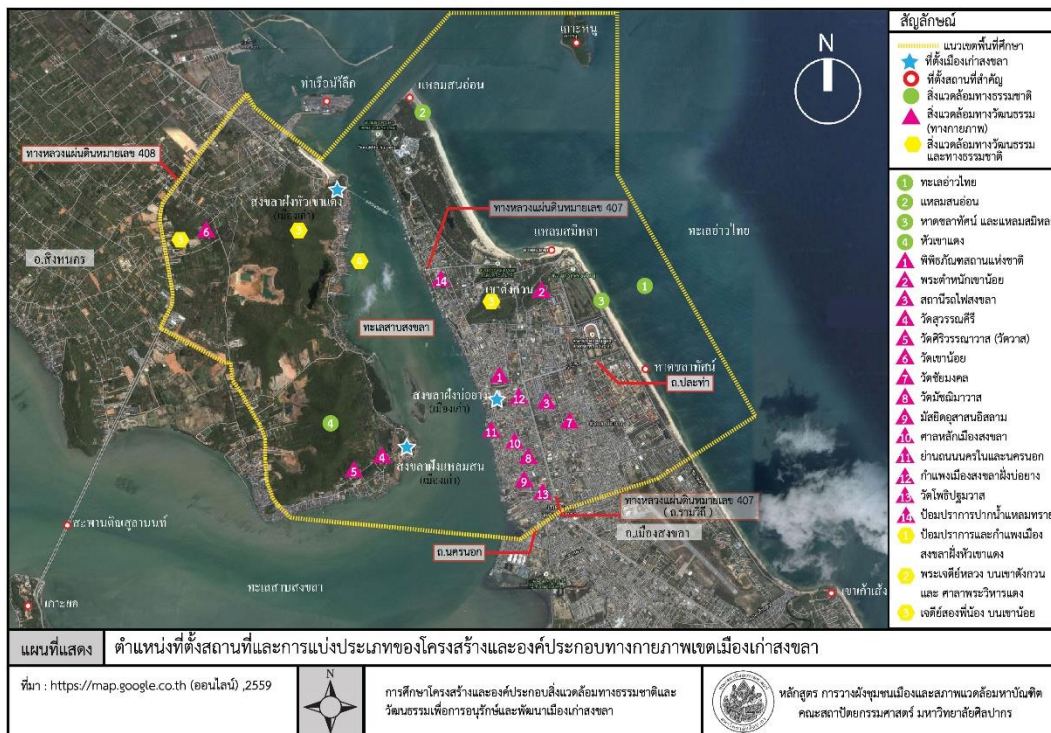 เกาะหนู
ท่าเรือน้ำลึก
แหลมสนอ่อน
2
ทางหลวงแผ่นดินหมายเลข 408
สงขลาฝั่งหัวเขาแดง
(เมืองเก่า)
ทางหลวงแผ่นดินหมายเลข 407
แหลมสมิหลา
ทะเลอ่าวไทย
อ.สิงหนคร
3
6
14
เขาตังกวน
2
3
1
ทะเลสาบสงขลา
หาดชลาทัศน์
ถ.ปละท่า
1
สงขลาฝั่งบ่อยาง
(เมืองเก่า)
12
3
7
11
10
8
4
4
5
สงขลาฝั่งแหลมสน
(เมืองเก่า)
9
13
ทางหลวงแผ่นดินหมายเลข 407
( ถ.รามวิถี )
อ.เมืองสงขลา
ถ.นครนอก
สะพานติณสูลานนท์
ทะเลสาบสงขลา
เกาะยอ
เขาเก้าเส้ง
N
สัญลักษณ์
แนวเขตพื้นที่ศึกษา
ที่ตั้งเมืองเก่าสงขลา
ที่ตั้งสถานที่สำคัญ
สิ่งแวดล้อมทางธรรมชาติ
สิ่งแวดล้อมทางวัฒนธรรม
(ทางกายภาพ)
สิ่งแวดล้อมทางวัฒนธรรม
และทางธรรมชาติ
1 ทะเลอ่าวไทย
2 แหลมสนอ่อน
3 หาดชลาทัศน์ และแหลมสมิหลา
4 หัวเขาแดง
1 พิพิธภัณฑสถานแห่งชาติ
2 พระตำหนักเขาน้อย
3 สถานีรถไฟสงขลา
4 วัดสุวรรณคีรี
5 วัดศิริวรรณาวาส (วัดวาส)
6 วัดเขาน้อย
7 วัดชัยมงคล
8 วัดมัชฌิมาวาส
9 มัสยิดอุสาสนอิสลาม
10 ศาลหลักเมืองสงขลา
11 ย่านถนนนครในและนครนอก
12 กำแพงเมืองสงขลาฝั่งบ่อยาง
13 วัดโพธิปฐมวาส
14 ป้อมปราการปากน้ำแหลมทราย
1 ป้อมปราการและกำแพงเมือง
สงขลาฝั่งหัวเขาแดง
2 พระเจดีย์หลวง บนเขาตังกวน
และ ศาลาพระวิหารแดง
3 เจดีย์สองพี่น้อง บนเขาน้อย
แผนที่แสดง ตำแหน่งที่ตั้งสถานที่และการแบ่งประเภทของโครงสร้างและองค์ประกอบทางกายภาพเขตเมืองเก่าสงขลา
ที่มา : https://map.google.co.th (ออนไลน์) ,2559
N
การศึกษาโครงสร้างและองค์ประกอบสิ่งแวดล้อมทางธรรมชาติและ
วัฒนธรรมเพื่อการอนุรักษ์และพัฒนาเมืองเก่าสงขลา
หลักสูตร การวางผังชุมชนเมืองและสภาพแวดล้อมมหาบัณฑิต
คณะสถาปัตยกรรมศาสตร์ มหาวิทยาลัยศิลปากร